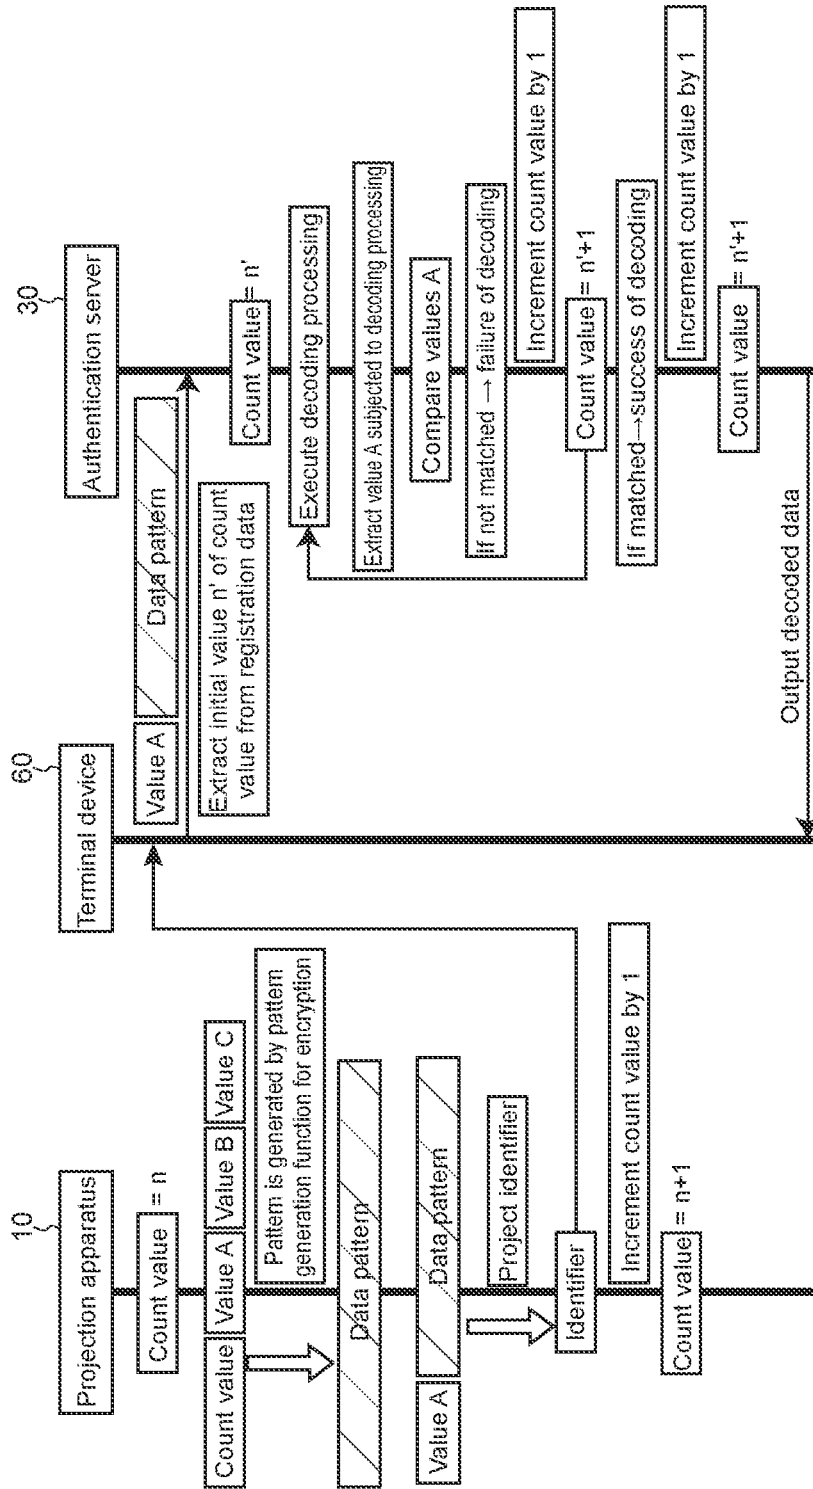 10
Projection apparatus
Count value = n
Count value Value A Value B Value C
Pattern is generated by pattern
generation function for encryption
Data pattern
Value A Data pattern
Project identifier
Identifier
Increment count value by 1
Count value = n+1
60
Terminal device
Value A Data pattern
Extract initial value n' of count
value from registration data
30
Authentication server
Count value = n'
Execute decoding processing
Extract value A subjected to decoding processing
Compare values A
If not matched → failure of decoding
Increment count value by 1
Count value = n'+1
If matched→success of decoding
Increment count value by 1
Count value = n'+1
Output decoded data